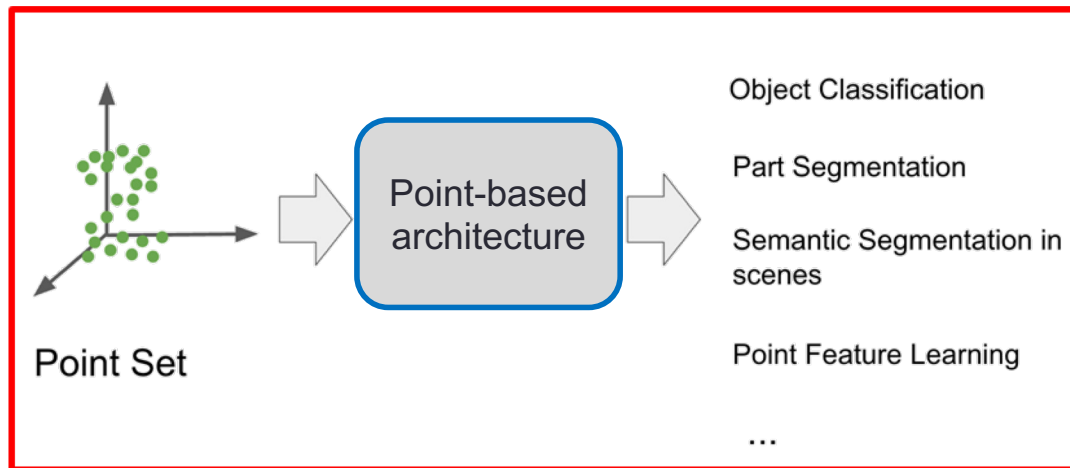 Point Set
Point-based
architecture
Object Classification
Part Segmentation
Semantic Segmentation in
scenes
Point Feature Learning
...